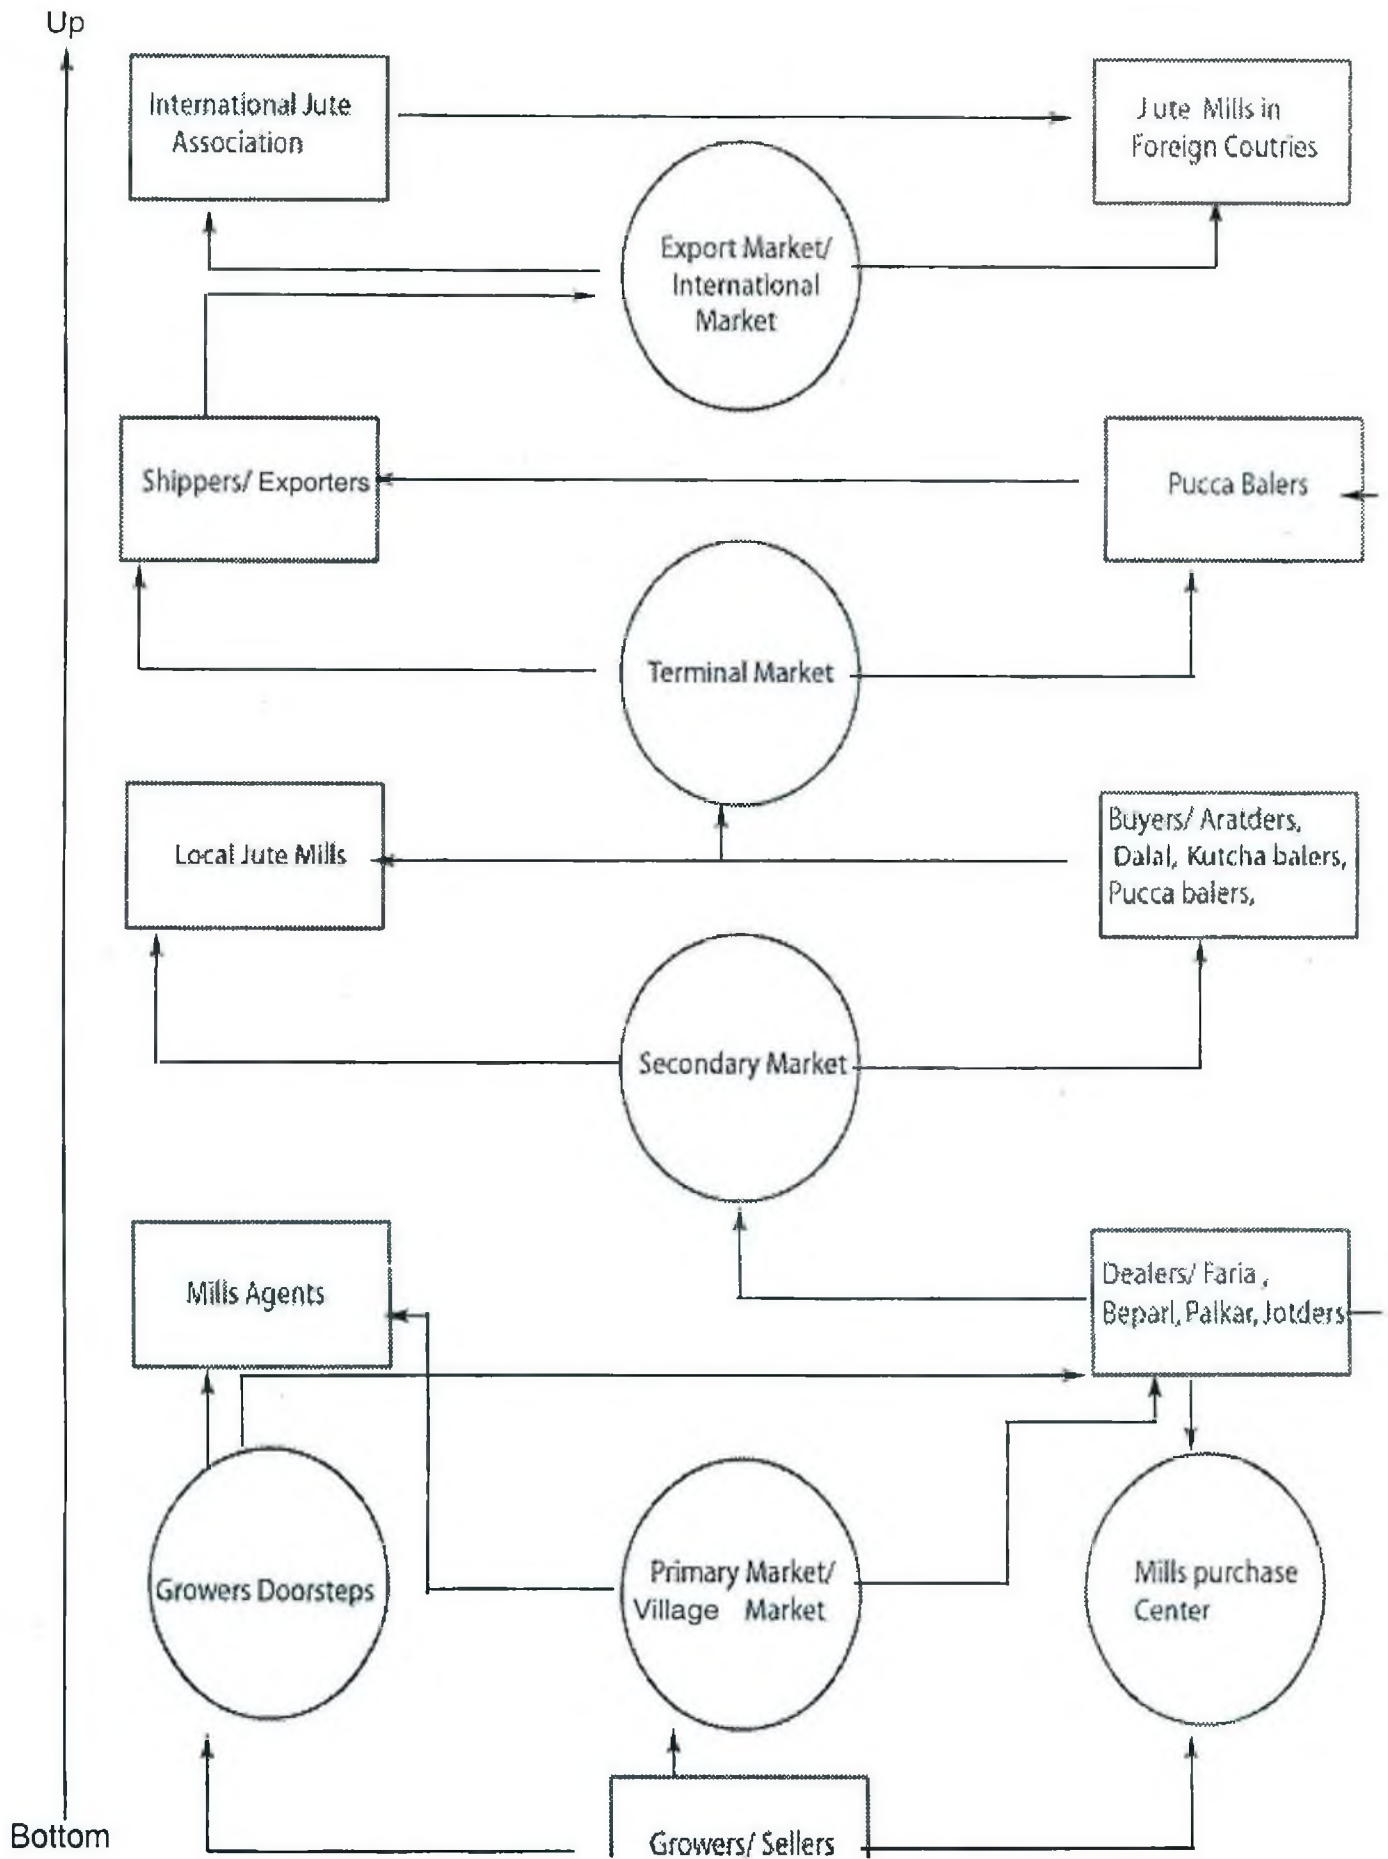 Up
International Jute
Association
Jute Mills in
Foreign Coutries
Export Market/
International
Market
Shippers/ Exporters
Pucca Balers
Terminal Market
Local Jute Mills
Buyers/ Aratders,
Dalal, Kutcha balers,
Pucca balers,
Secondary Market
Mills Agents
Dealers/ Faria ,
Beparl, Palkar, Jotders
Growers Doorsteps
Primary Market/
Village Market
Mills purchase
Center
Bottom
Growers/ Sellers